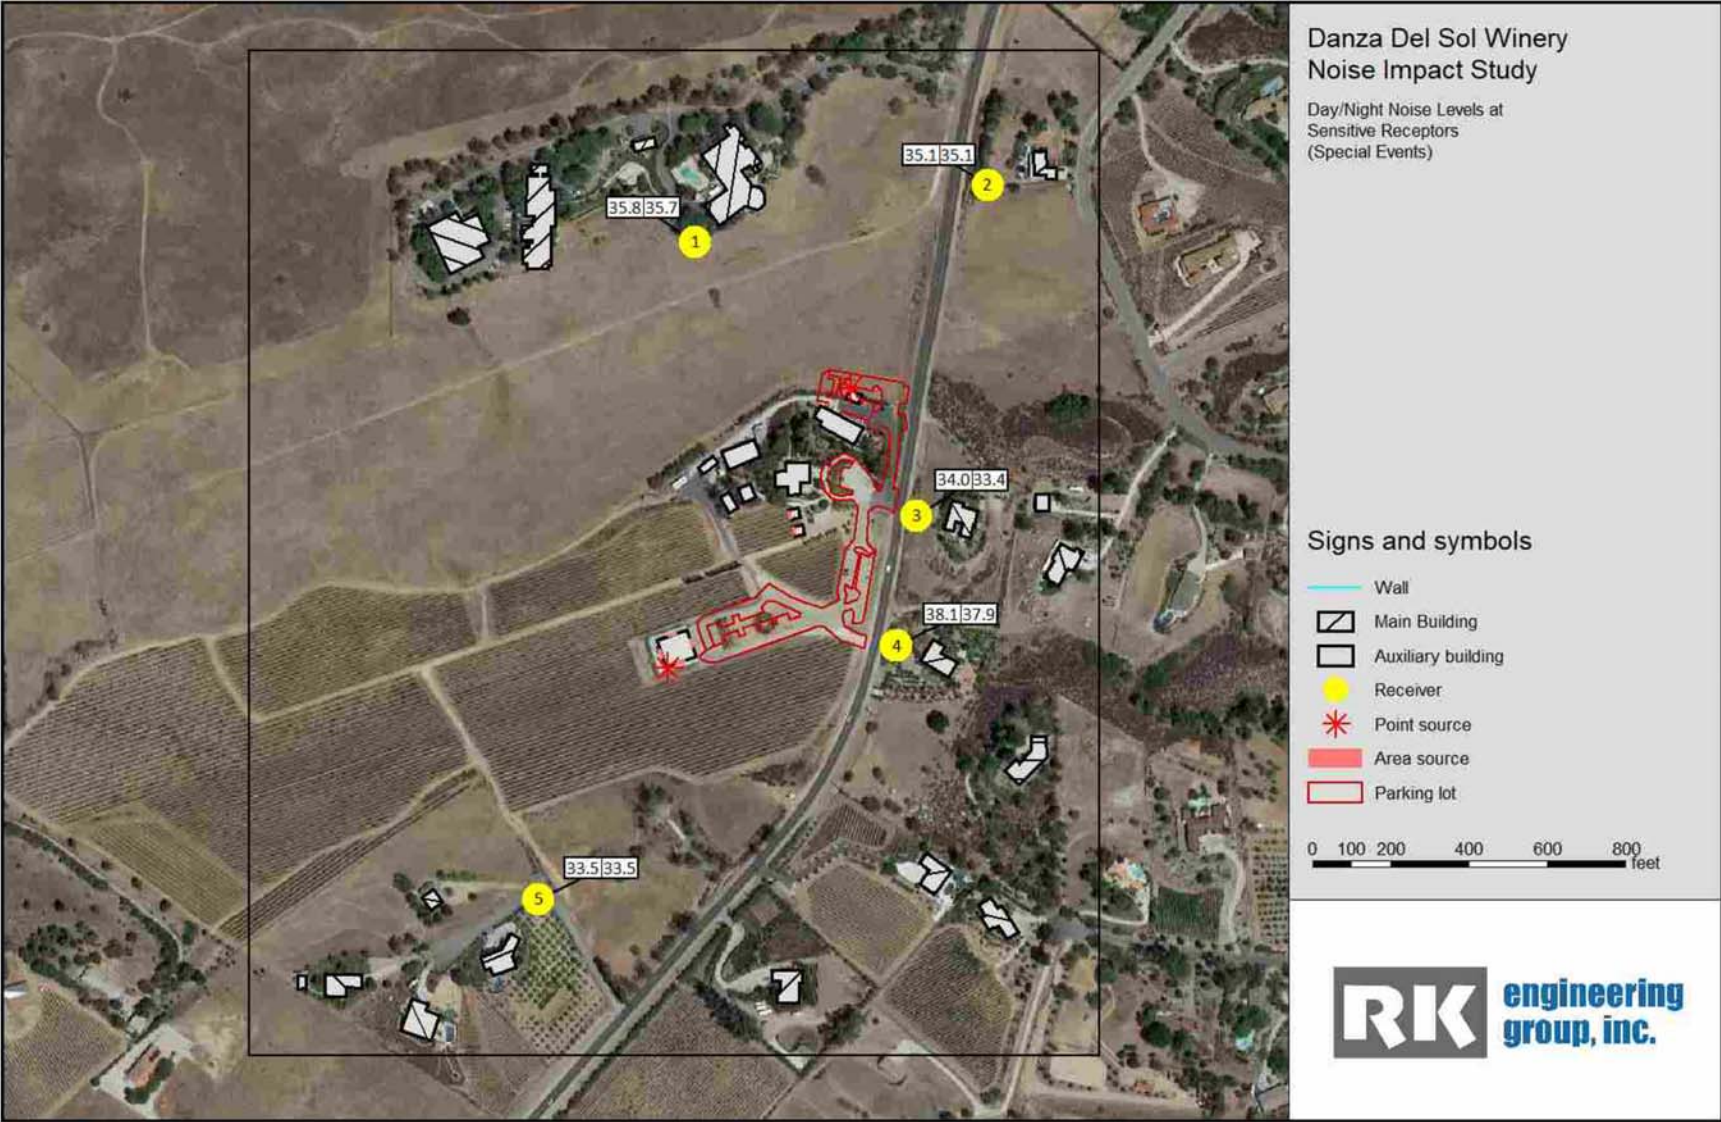 Danza Del Sol Winery
Noise Impact Study
Day/Night Noise Levels at
Sensitive Receptors
(Special Events)
35.1|35.1
2
35.8|35.7
1
34.0|33.4
3
38.1|37.9
4
33.5|33.5
5
Signs and symbols
Wall
Main Building
Auxiliary building
Receiver
Point source
Area source
Parking lot
0 100 200 400 600 800
feet
RK engineering
group, inc.